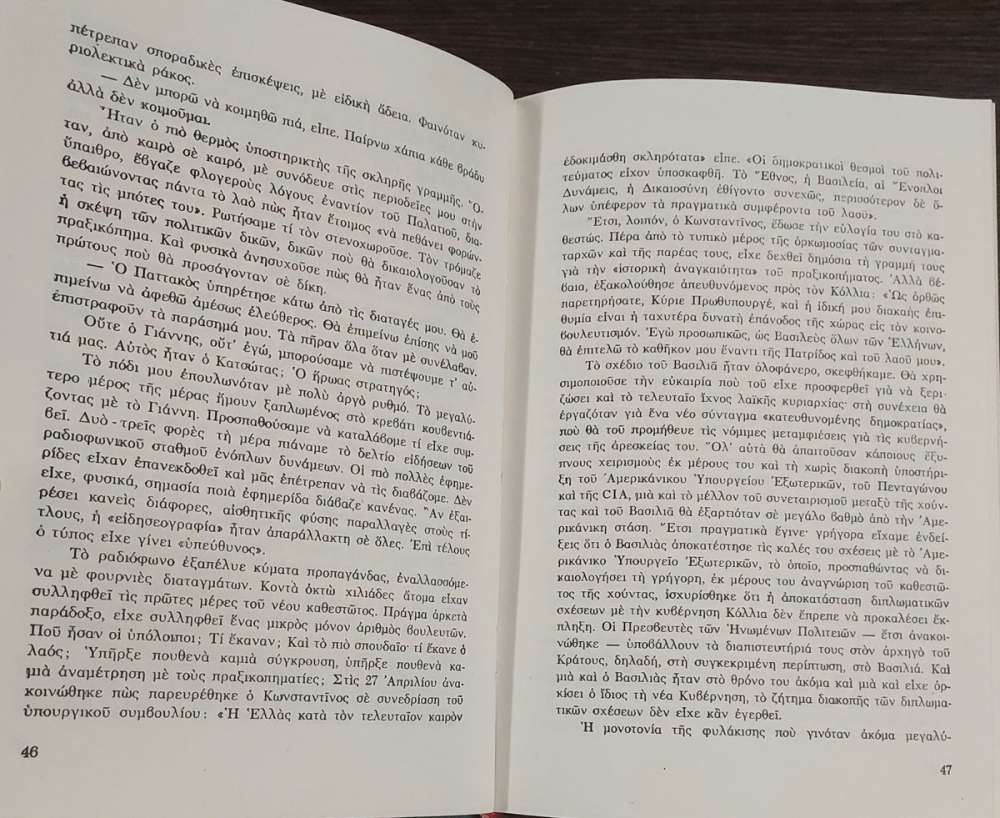 πέτρεπαν σποραδικὲς ἐπισκέψεις, μὲ εἰδικὴ ἄδεια. Φαινόταν κυ-
ριολεκτικὰ ράκος.
— Δὲν μπορῶ νὰ κοιμηθῶ πιά, εἶπε. Παίρνω χάπια κάθε βράδυ
ἀλλὰ δὲν κοιμοῦμαι.
Ἦταν ὁ πιὸ θερμὸς ὑποστηρικτὴς τῆς σκληρῆς γραμμῆς. Ὅ-
ταν, ἀπὸ καιρὸ σὲ καιρό, μὲ συνόδευε στὶς περιοδεῖες μου στὴν
ὕπαιθρο, ἔβγαζε φλογεροὺς λόγους ἐναντίον τοῦ Παλατιοῦ, δια-
βεβαιώνοντας πάντα τὸ λαὸ πὼς ἦταν ἕτοιμος «νὰ πεθάνει φορών-
τας τὶς μπότες του». Ρωτήσαμε τί τὸν στενοχωροῦσε. Τὸν τρόμαζε
ἡ σκέψη τῶν πολιτικῶν δικῶν, δικῶν ποὺ θὰ δικαιολογοῦσαν τὸ
πραξικόπημα. Καὶ φυσικὰ ἀνησυχοῦσε πὼς θὰ ἦταν ἕνας ἀπὸ τοὺς
πρώτους ποὺ θὰ προσάγονταν σὲ δίκη.
— Ὁ Παττακὸς ὑπηρέτησε κάτω ἀπὸ τὶς διαταγές μου. Θὰ ἐ-
πιμείνω νὰ ἀφεθῶ ἀμέσως ἐλεύθερος. Θὰ ἐπιμείνω ἐπίσης νὰ μοῦ
ἐπιστραφοῦν τὰ παράσημά μου. Τὰ πῆραν ὅλα ὅταν μὲ συνέλαβαν.
Οὔτε ὁ Γιάννης, οὔτ' ἐγώ, μπορούσαμε νὰ πιστέψουμε τ' αὐ-
τιά μας. Αὐτὸς ἦταν ὁ Κατσώτας; Ὁ ἥρωας στρατηγός;
Τὸ πόδι μου ἐπουλωνόταν μὲ πολὺ ἀργὸ ρυθμό. Τὸ μεγαλύ-
τερο μέρος τῆς μέρας ἤμουν ξαπλωμένος στὸ κρεβάτι κουβεντιά-
ζοντας μὲ τὸ Γιάννη. Προσπαθούσαμε νὰ καταλάβομε τί εἶχε συμ-
βεῖ. Δυὸ - τρεῖς φορὲς τὴ μέρα πιάναμε τὸ δελτίο εἰδήσεων τοῦ
ραδιοφωνικοῦ σταθμοῦ ἐνόπλων δυνάμεων. Οἱ πιὸ πολλὲς ἐφημε-
ρίδες εἶχαν ἐπανεκδοθεῖ καὶ μᾶς ἐπέτρεπαν νὰ τὶς διαβάζομε. Δὲν
εἶχε, φυσικά, σημασία ποιὰ ἐφημερίδα διάβαζε κανένας. Ἂν ἐξαι-
ρέσει κανεὶς διάφορες, αἰσθητικῆς φύσης παραλλαγὲς στοὺς τί-
τλους, ἡ «εἰδησεογραφία» ἦταν ἀπαράλλακτη σὲ ὅλες. Ἐπὶ τέλους
ὁ τύπος εἶχε γίνει «ὑπεύθυνος».
Τὸ ραδιόφωνο ἐξαπέλυε κύματα προπαγάνδας, ἐναλλασσόμε-
να μὲ φουρνιὲς διαταγμάτων. Κοντὰ ὀκτὼ χιλιάδες ἄτομα εἶχαν
συλληφθεῖ τὶς πρῶτες μέρες τοῦ νέου καθεστῶτος. Πράγμα ἀρκετὰ
παράδοξο, εἶχε συλληφθεῖ ἕνας μικρὸς μόνον ἀριθμὸς βουλευτῶν.
Ποῦ ἦσαν οἱ ὑπόλοιποι; Τί ἔκαναν; Καὶ τὸ πιὸ σπουδαῖο· τί ἔκανε ὁ
λαός; Ὑπῆρξε πουθενὰ καμιὰ σύγκρουση, ὑπῆρξε πουθενὰ κα-
μιὰ ἀναμέτρηση μὲ τοὺς πραξικοπηματίες; Στὶς 27 Ἀπριλίου ἀνα-
κοινώθηκε πὼς παρευρέθηκε ὁ Κωνσταντῖνος σὲ συνεδρίαση τοῦ
ὑπουργικοῦ συμβουλίου: «Ἡ Ἑλλὰς κατὰ τὸν τελευταῖον καιρὸν
46
ἐδοκιμάσθη σκληρότατα» εἶπε. «Οἱ δημοκρατικοὶ θεσμοὶ τοῦ πολι-
τεύματος εἶχον ὑποσκαφῆ. Τὸ Ἔθνος, ἡ Βασιλεία, αἱ Ἔνοπλοι
Δυνάμεις, ἡ Δικαιοσύνη ἐθίγοντο συνεχῶς, περισσότερον δὲ ὅ-
λων ὑπέφερον τὰ πραγματικὰ συμφέροντα τοῦ λαοῦ».
Ἔτσι, λοιπόν, ὁ Κωνσταντῖνος, ἔδωσε τὴν εὐλογία του στὸ κα-
θεστώς. Πέρα ἀπὸ τὸ τυπικὸ μέρος τῆς ὁρκωμοσίας τῶν συνταγμα-
ταρχῶν καὶ τῆς παρέας τους, εἶχε δεχθεῖ δημόσια τὴ γραμμή τους
γιὰ τὴν «ἱστορικὴ ἀναγκαιότητα» τοῦ πραξικοπήματος. Ἀλλὰ βέ-
βαια, ἐξακολούθησε ἀπευθυνόμενος πρὸς τὸν Κόλλια: «Ὡς ὀρθῶς
παρετηρήσατε, Κύριε Πρωθυπουργέ, καὶ ἡ ἰδική μου διακαὴς ἐπι-
θυμία εἶναι ἡ ταχυτέρα δυνατὴ ἐπάνοδος τῆς χώρας εἰς τὸν κοινο-
βουλευτισμόν. Ἐγὼ προσωπικῶς, ὡς Βασιλεὺς ὅλων τῶν Ἑλλήνων,
θὰ ἐπιτελῶ τὸ καθῆκον μου ἔναντι τῆς Πατρίδος καὶ τοῦ λαοῦ μου».
Τὸ σχέδιο τοῦ Βασιλιᾶ ἦταν ὁλοφάνερο, σκεφθήκαμε. Θὰ χρη-
σιμοποιοῦσε τὴν εὐκαιρία ποὺ τοῦ εἶχε προσφερθεῖ γιὰ νὰ ξερι-
ζώσει καὶ τὸ τελευταῖο ἴχνος λαϊκῆς κυριαρχίας· στὴ συνέχεια θὰ
ἐργαζόταν γιὰ ἕνα νέο σύνταγμα «κατευθυνομένης δημοκρατίας»,
ποὺ θὰ τοῦ προμήθευε τὶς νόμιμες μεταμφιέσεις γιὰ τὶς κυβερνή-
σεις τῆς ἀρεσκείας του. Ὅλ' αὐτὰ θὰ ἀπαιτοῦσαν κάποιους ἔξυ-
πνους χειρισμοὺς ἐκ μέρους του καὶ τὴ χωρὶς διακοπὴ ὑποστήρι-
ξη τοῦ Ἀμερικάνικου Ὑπουργείου Ἐξωτερικῶν, τοῦ Πενταγώνου
καὶ τῆς CIA, μιὰ καὶ τὸ μέλλον τοῦ συνεταιρισμοῦ μεταξὺ τῆς χούν-
τας καὶ τοῦ Βασιλιᾶ θὰ ἐξαρτιόταν σὲ μεγάλο βαθμὸ ἀπὸ τὴν Ἀμε-
ρικάνικη στάση. Ἔτσι πραγματικὰ ἔγινε· γρήγορα εἴχαμε ἐνδεί-
ξεις ὅτι ὁ Βασιλιὰς ἀποκατέστησε τὶς καλές του σχέσεις μὲ τὸ Ἀμε-
ρικάνικο Ὑπουργεῖο Ἐξωτερικῶν, τὸ ὁποῖο, προσπαθώντας νὰ δι-
καιολογήσει τὴ γρήγορη, ἐκ μέρους του ἀναγνώριση τοῦ καθεστῶ-
τος τῆς χούντας, ἰσχυρίσθηκε ὅτι ἡ ἀποκατάσταση διπλωματικῶν
σχέσεων μὲ τὴν κυβέρνηση Κόλλια δὲν ἔπρεπε νὰ προκαλέσει ἔκ-
πληξη. Οἱ Πρεσβευτὲς τῶν Ἡνωμένων Πολιτειῶν — ἔτσι ἀνακοι-
νώθηκε — ὑποβάλλουν τὰ διαπιστευτήριά τους στὸν ἀρχηγὸ τοῦ
Κράτους, δηλαδή, στὴ συγκεκριμένη περίπτωση, στὸ Βασιλιά. Καὶ
μιὰ καὶ ὁ Βασιλιὰς ἦταν στὸ θρόνο του ἀκόμα καὶ μιὰ καὶ εἶχε ὁρ-
κίσει ὁ ἴδιος τὴ νέα Κυβέρνηση, τὸ ζήτημα διακοπῆς τῶν διπλωμα-
τικῶν σχέσεων δὲν εἶχε κἂν ἐγερθεῖ.
Ἡ μονοτονία τῆς φυλάκισης ποὺ γινόταν ἀκόμα μεγαλύ-
47